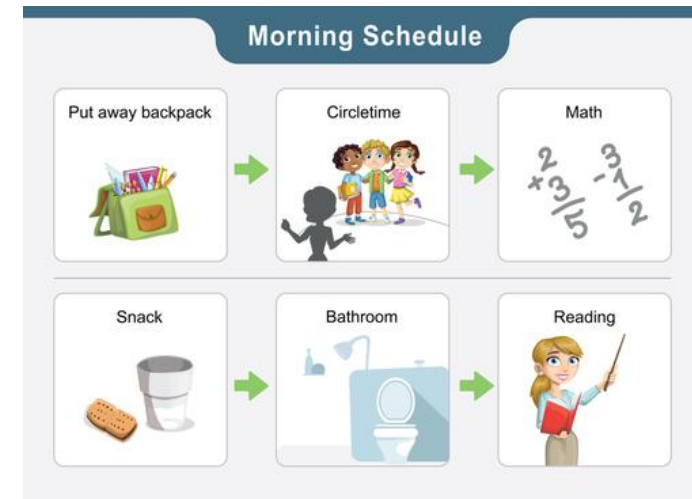 Morning Schedule
Put away backpack
Circletime
Math
2
+3
5
3
-1
2
Snack
Bathroom
Reading